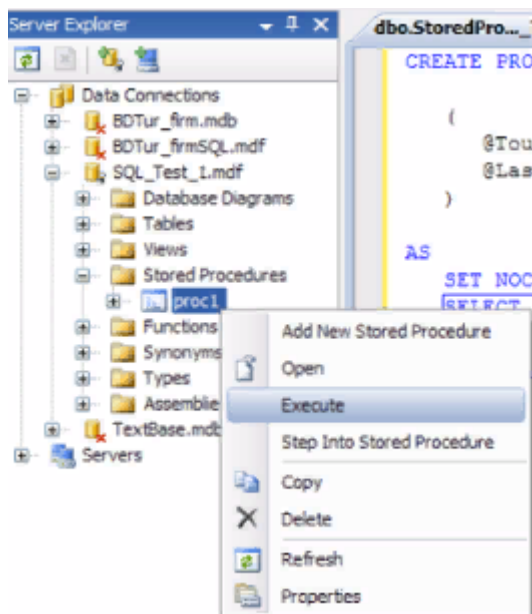 Server Explorer
dbo.StoredPro..._
Data Connections
BDTur_firm.mdb
BDTur_firmSQL.mdf
SQL_Test_1.mdf
Database Diagrams
Tables
Views
Stored Procedures
proc1
Functions
Synonyms
Types
Assemblie
TextBase.mdb
Servers
CREATE PRO
(
@Tou
@Las
)
AS
SET NOC
SELECT
Add New Stored Procedure
Open
Execute
Step Into Stored Procedure
Copy
Delete
Refresh
Properties